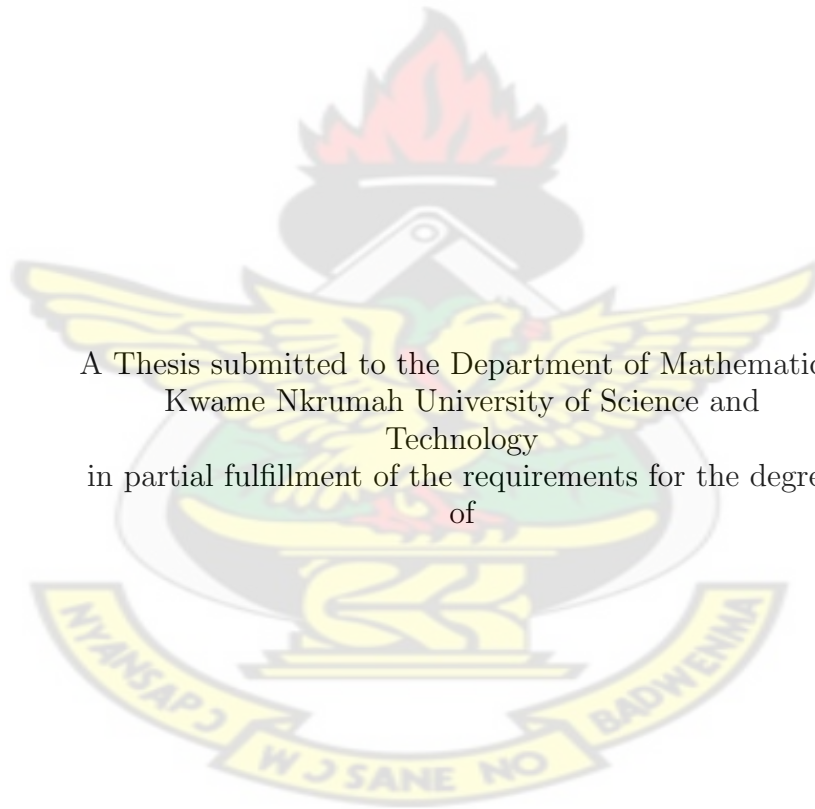 A Thesis submitted to the Department of Mathematic
Kwame Nkrumah University of Science and
Technology
in partial fulfillment of the requirements for the degre
of
NYANSAPƆ WƆSANE NO BADWENMA